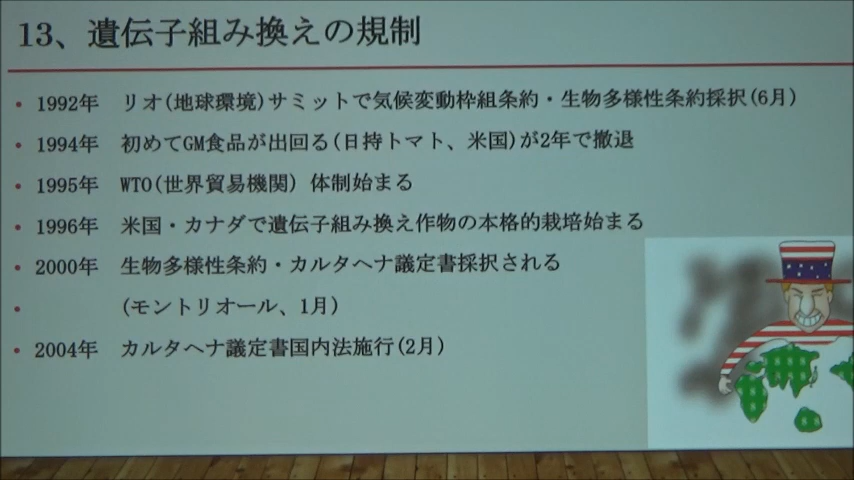 13、遺伝子組み換えの規制
• 1992年 リオ(地球環境)サミットで気候変動枠組条約・生物多様性条約採択(6月)
• 1994年 初めてGM食品が出回る(日持トマト、米国)が2年で撤退
• 1995年 WTO(世界貿易機関) 体制始まる
• 1996年 米国・カナダで遺伝子組み換え作物の本格的栽培始まる
• 2000年 生物多様性条約・カルタヘナ議定書採択される
• (モントリオール、1月)
• 2004年 カルタヘナ議定書国内法施行(2月)